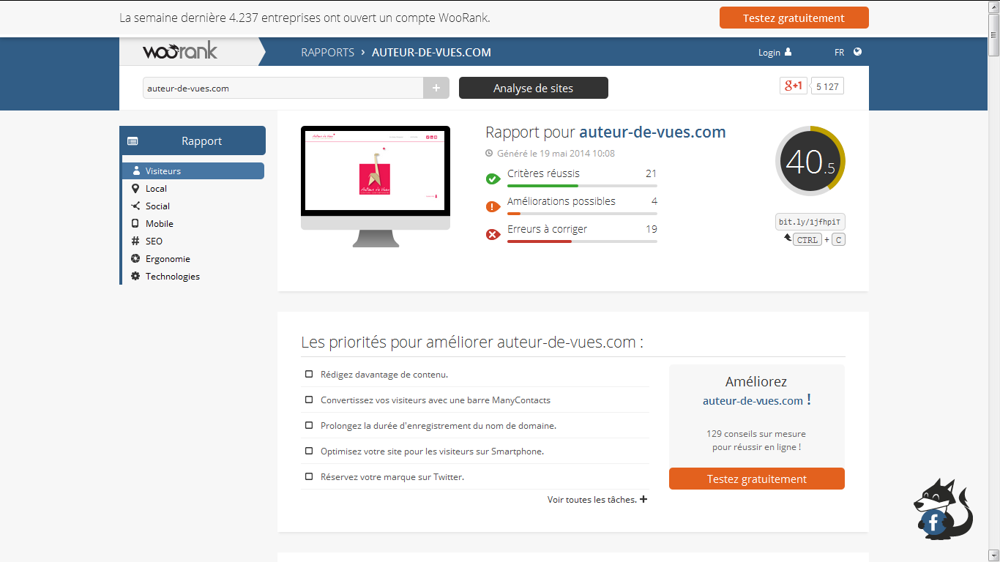 La semaine dernière 4.237 entreprises ont ouvert un compte WooRank.
Testez gratuitement
woorank
RAPPORTS › AUTEUR-DE-VUES.COM
Login
FR
auteur-de-vues.com
+
Analyse de sites
g+1
5 127
Rapport
Visiteurs
Local
Social
Mobile
SEO
Ergonomie
Technologies
Auteur de Vues
Rapport pour auteur-de-vues.com
Généré le 19 mai 2014 10:08
Critères réussis 21
Améliorations possibles 4
Erreurs à corriger 19
40.5
bit.ly/1jfhpiT
CTRL + C
Les priorités pour améliorer auteur-de-vues.com :
Rédigez davantage de contenu.
Convertissez vos visiteurs avec une barre ManyContacts
Prolongez la durée d'enregistrement du nom de domaine.
Optimisez votre site pour les visiteurs sur Smartphone.
Réservez votre marque sur Twitter.
Voir toutes les tâches. +
Améliorez
auteur-de-vues.com !
129 conseils sur mesure
pour réussir en ligne !
Testez gratuitement
f